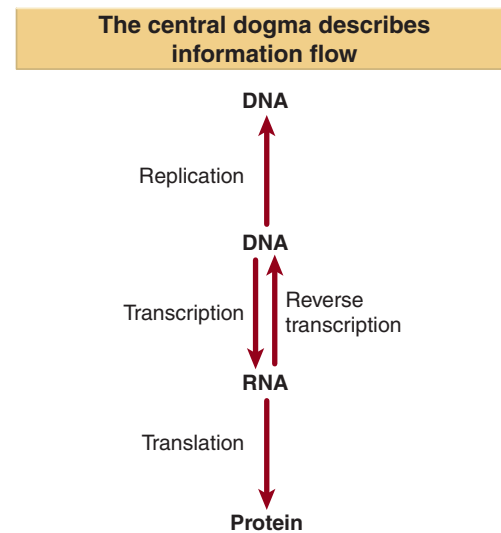 The central dogma describes
information flow
DNA
Replication
DNA
Transcription
Reverse
transcription
RNA
Translation
Protein